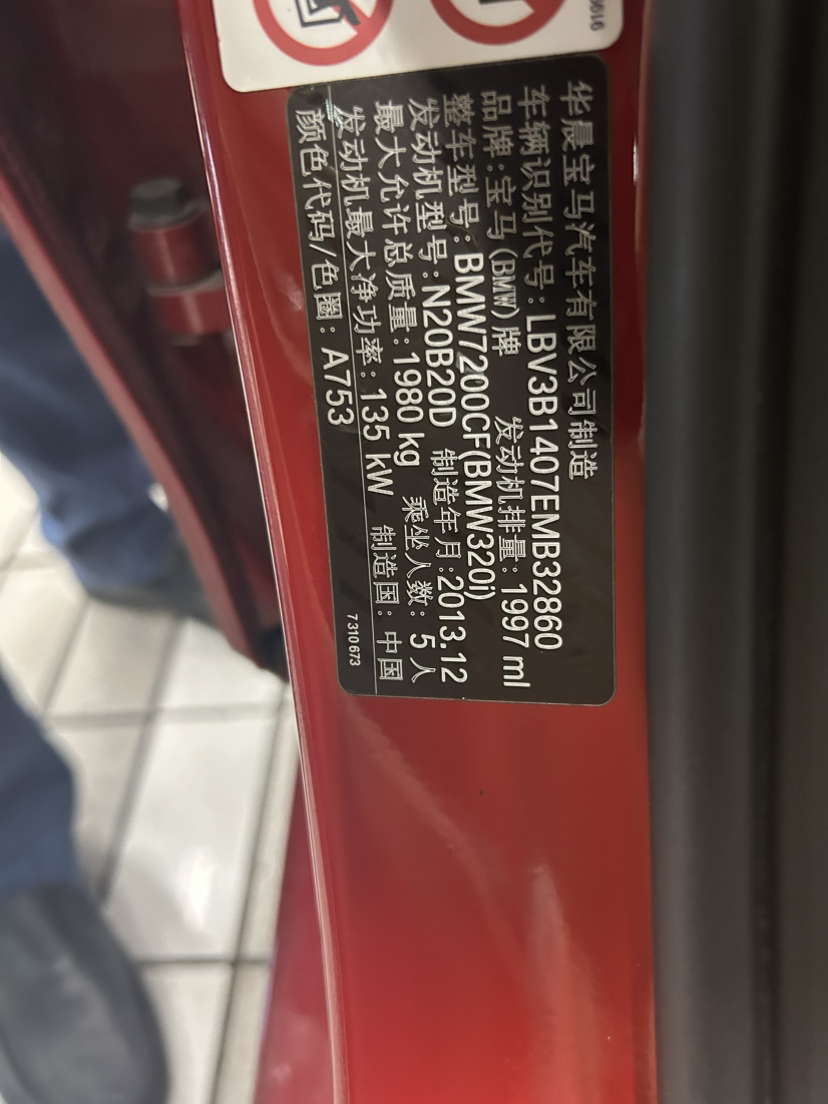 华晨宝马汽车有限公司制造
车辆识别代号：LBV3B1407EMB32860
品牌：宝马(BMW)牌 发动机排量：1997 ml
整车型号：BMW7200CF(BMW320i)
发动机型号：N20B20D 制造年月：2013.12
最大允许总质量：1980 kg 乘坐人数：5人
发动机最大净功率：135 kW 制造国：中国
颜色代码/色圈：A753
7310673